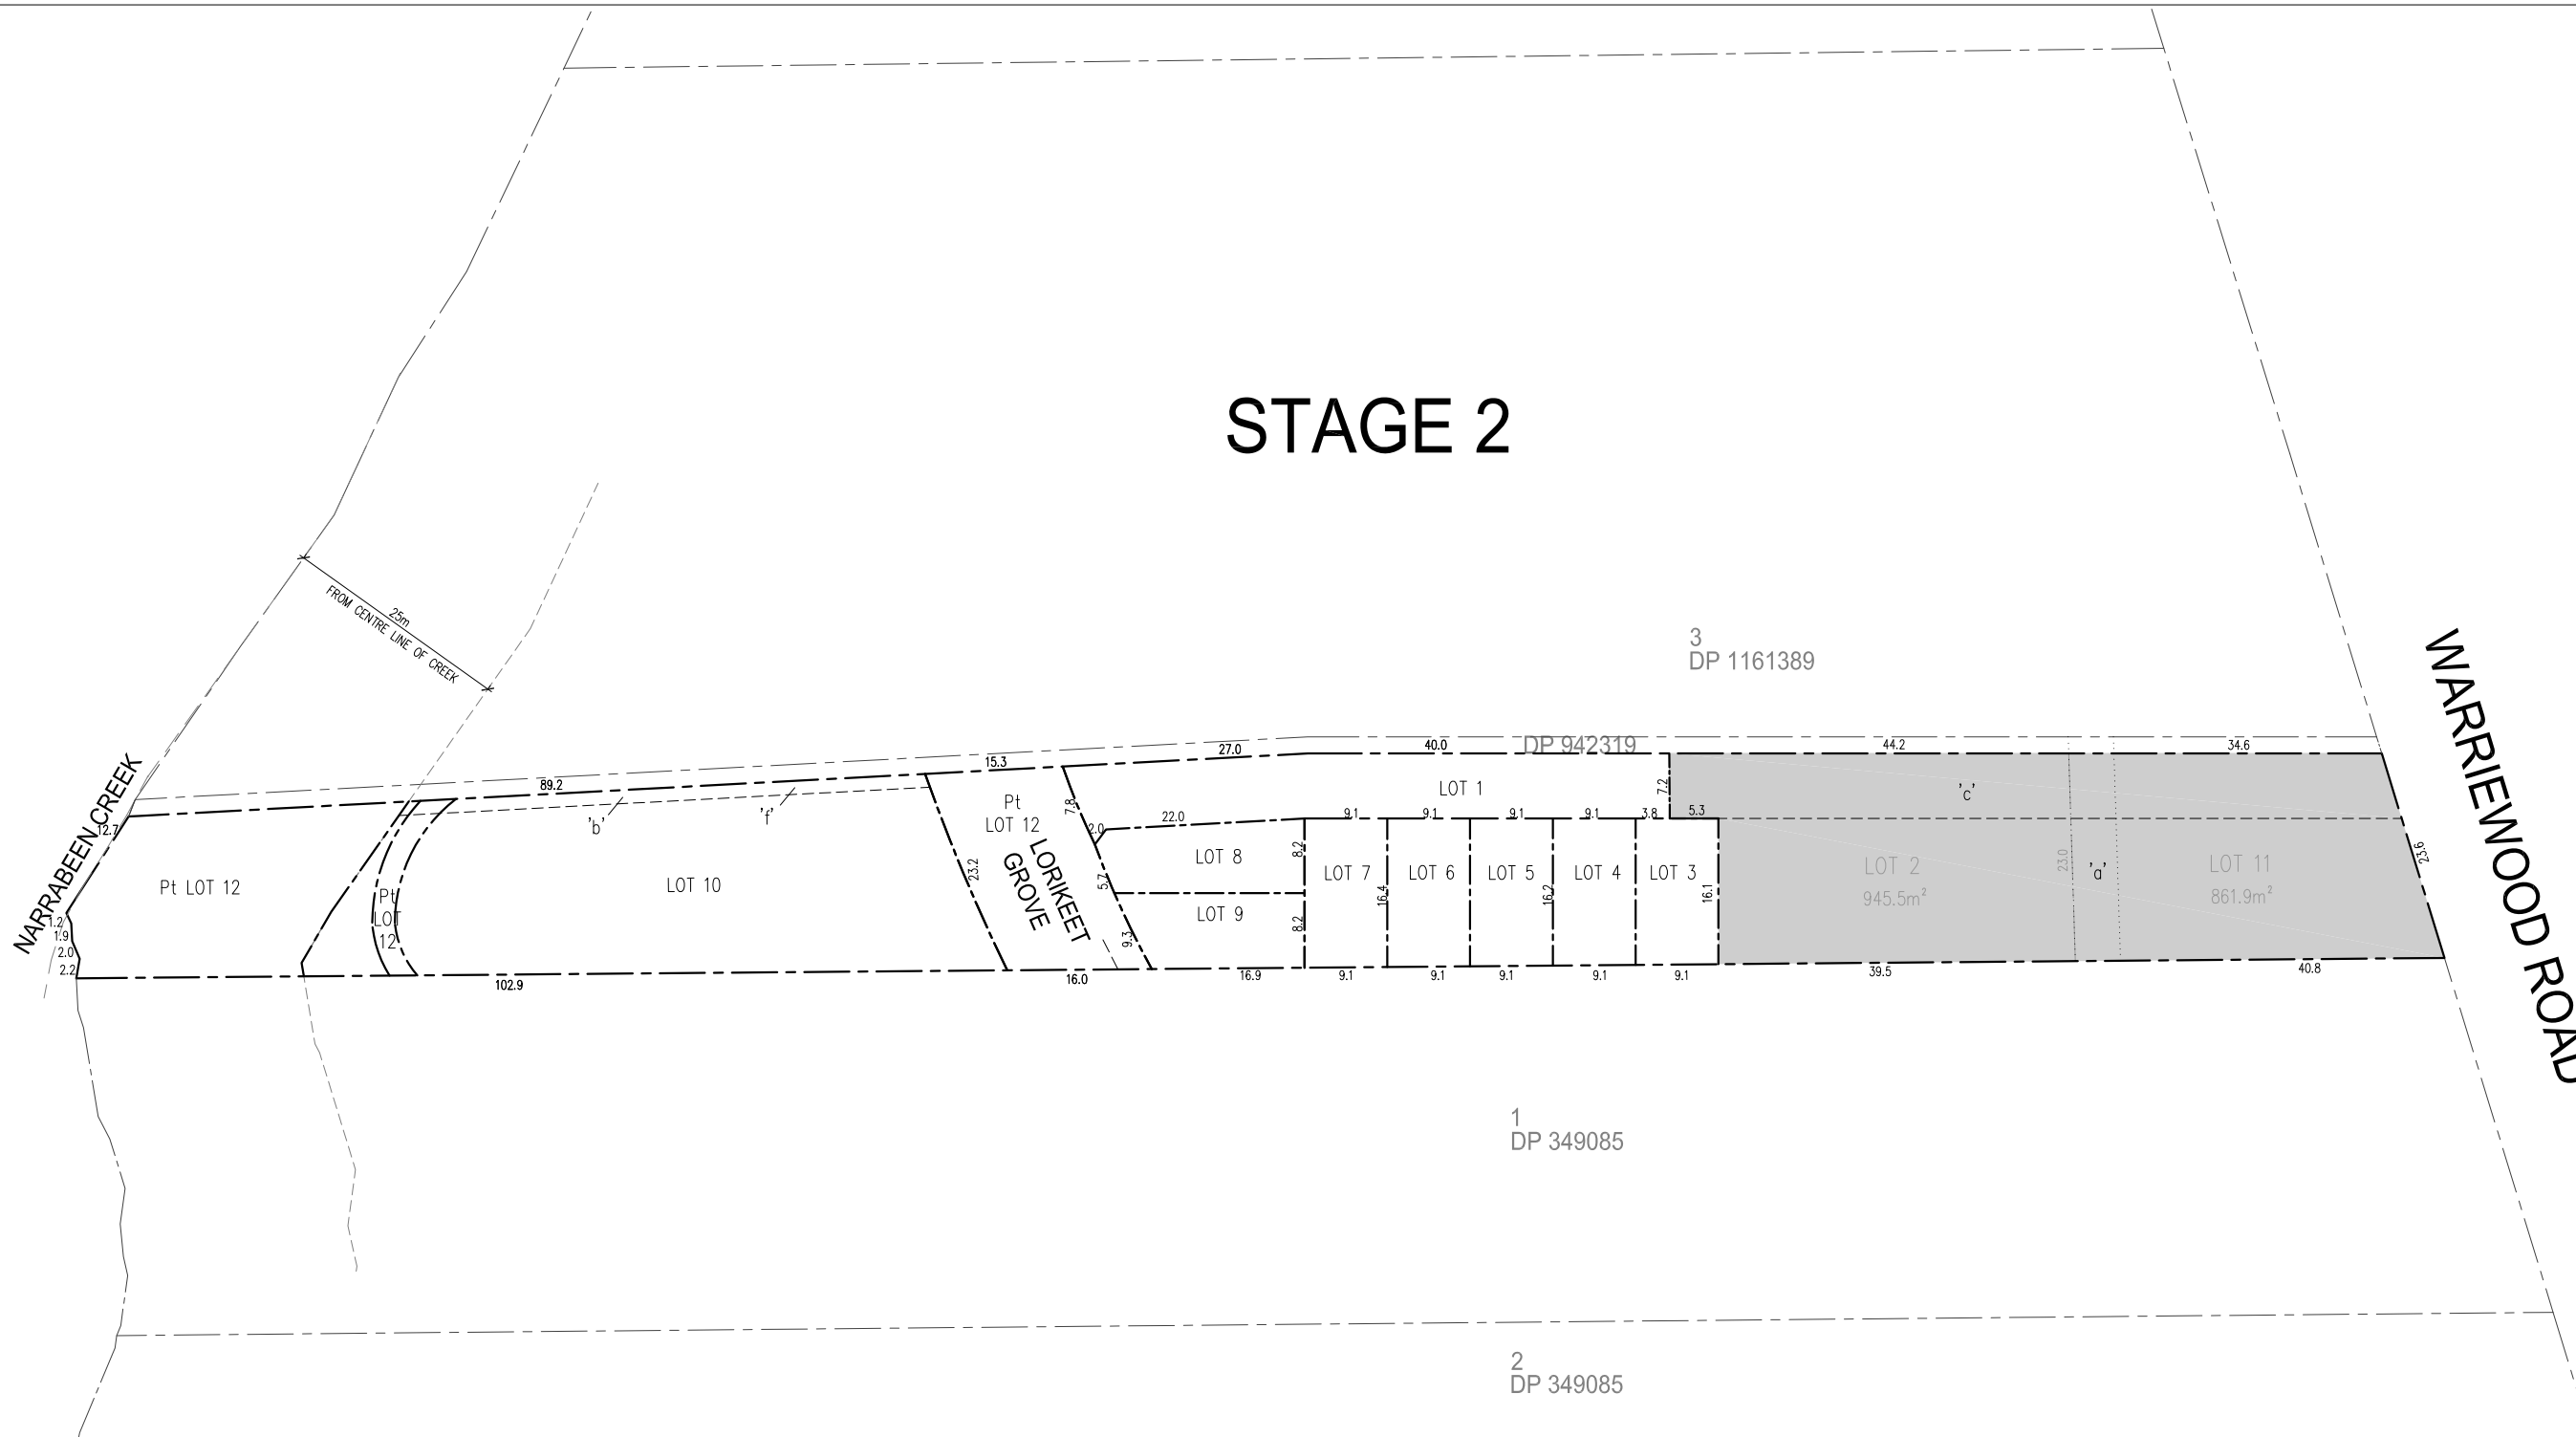 STAGE 2
25m
FROM CENTRE LINE OF CREEK
3
DP 1161389
WARRIEWOOD ROAD
NARRABEEN CREEK
DP 942319
89.2
15.3
27.0
40.0
44.2
34.6
12.7
'b'
'f'
Pt
LOT 12
LORIKEET
GROVE
7.8
2.0
22.0
LOT 1
7.2
9.1
9.1
9.1
9.1
3.8
5.3
'c'
Pt LOT 12
Pt
LOT
12
LOT 10
23.2
5.7
9.3
LOT 8
8.2
LOT 9
8.2
LOT 7
16.4
LOT 6
LOT 5
16.2
LOT 4
LOT 3
16.1
LOT 2
945.5m²
23.0
'a'
LOT 11
861.9m²
23.6
1.2
1.9
2.0
2.2
102.9
16.0
16.9
9.1
9.1
9.1
9.1
9.1
39.5
40.8
1
DP 349085
2
DP 349085